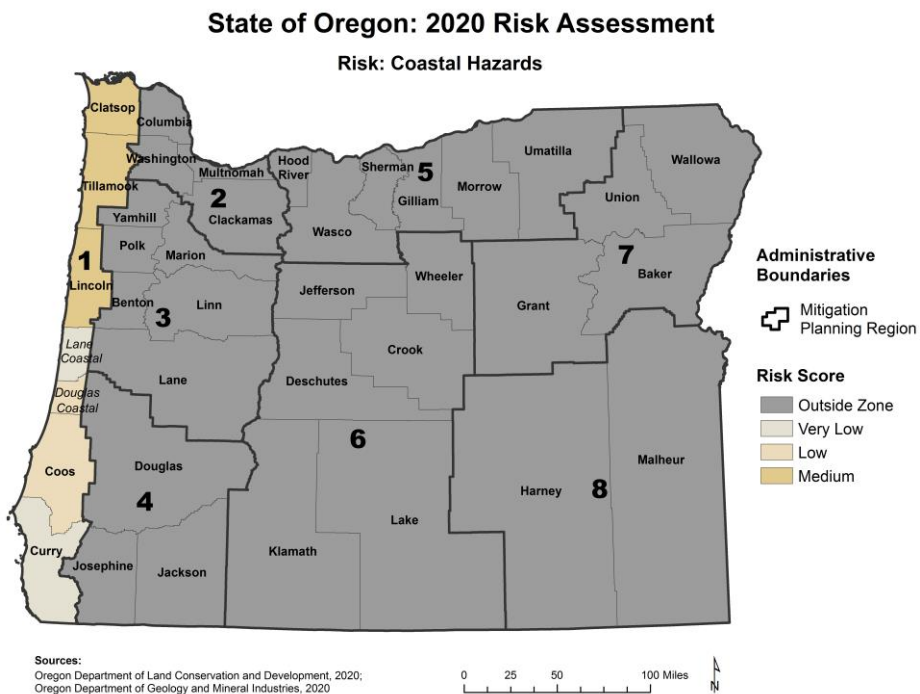 State of Oregon: 2020 Risk Assessment
Risk: Coastal Hazards
Clatsop
Columbia
Washington
Tillamook
Multnomah
Hood
River
Sherman
5
Umatilla
Wallowa
Morrow
Gilliam
Union
2
Clackamas
Yamhill
Wasco
Polk
Marion
1
Lincoln
Wheeler
7
Baker
Jefferson
Benton
Linn
3
Grant
Lane
Coastal
Crook
Lane
Deschutes
Douglas
Coastal
6
Coos
Douglas
4
Harney
8
Malheur
Lake
Curry
Klamath
Josephine
Jackson
Administrative
Boundaries
Mitigation
Planning Region
Risk Score
Outside Zone
Very Low
Low
Medium
Sources:
Oregon Department of Land Conservation and Development, 2020;
Oregon Department of Geology and Mineral Industries, 2020
0 25 50 100 Miles
N